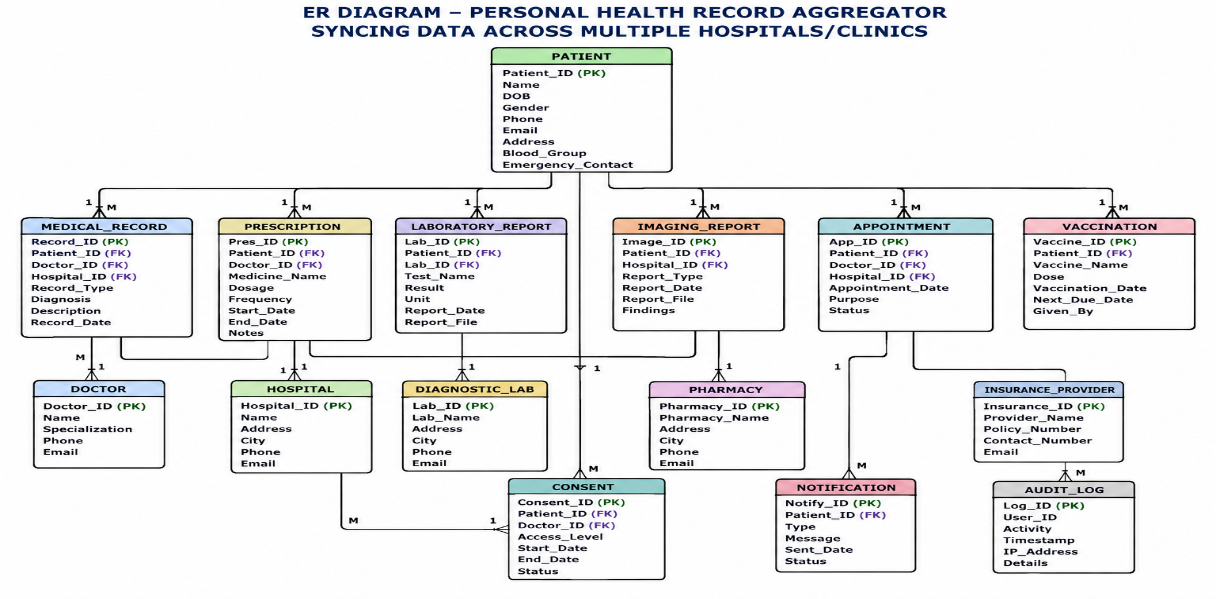 ER DIAGRAM – PERSONAL HEALTH RECORD AGGREGATOR
SYNCING DATA ACROSS MULTIPLE HOSPITALS/CLINICS
PATIENT
Patient_ID (PK)
Name
DOB
Gender
Phone
Email
Address
Blood_Group
Emergency_Contact
1 M
1 M
1 M
1 M
1 M
1 M
MEDICAL_RECORD
Record_ID (PK)
Patient_ID (FK)
Doctor_ID (FK)
Hospital_ID (FK)
Record_Type
Diagnosis
Description
Record_Date
PRESCRIPTION
Pres_ID (PK)
Patient_ID (FK)
Doctor_ID (FK)
Medicine_Name
Dosage
Frequency
Start_Date
End_Date
Notes
LABORATORY_REPORT
Lab_ID (PK)
Patient_ID (FK)
Lab_ID (FK)
Test_Name
Result
Unit
Report_Date
Report_File
IMAGING_REPORT
Image_ID (PK)
Patient_ID (FK)
Hospital_ID (FK)
Report_Type
Report_Date
Report_File
Findings
APPOINTMENT
App_ID (PK)
Patient_ID (FK)
Doctor_ID (FK)
Hospital_ID (FK)
Appointment_Date
Purpose
Status
VACCINATION
Vaccine_ID (PK)
Patient_ID (FK)
Vaccine_Name
Dose
Vaccination_Date
Next_Due_Date
Given_By
M
1
1 1
1
1
1
1
DOCTOR
Doctor_ID (PK)
Name
Specialization
Phone
Email
HOSPITAL
Hospital_ID (PK)
Name
Address
City
Phone
Email
DIAGNOSTIC_LAB
Lab_ID (PK)
Lab_Name
Address
City
Phone
Email
PHARMACY
Pharmacy_ID (PK)
Pharmacy_Name
Address
City
Phone
Email
INSURANCE_PROVIDER
Insurance_ID (PK)
Provider_Name
Policy_Number
Contact_Number
Email
M
M
M
M
1
CONSENT
Consent_ID (PK)
Patient_ID (FK)
Doctor_ID (FK)
Access_Level
Start_Date
End_Date
Status
NOTIFICATION
Notify_ID (PK)
Patient_ID (FK)
Type
Message
Sent_Date
Status
AUDIT_LOG
Log_ID (PK)
User_ID
Activity
Timestamp
IP_Address
Details